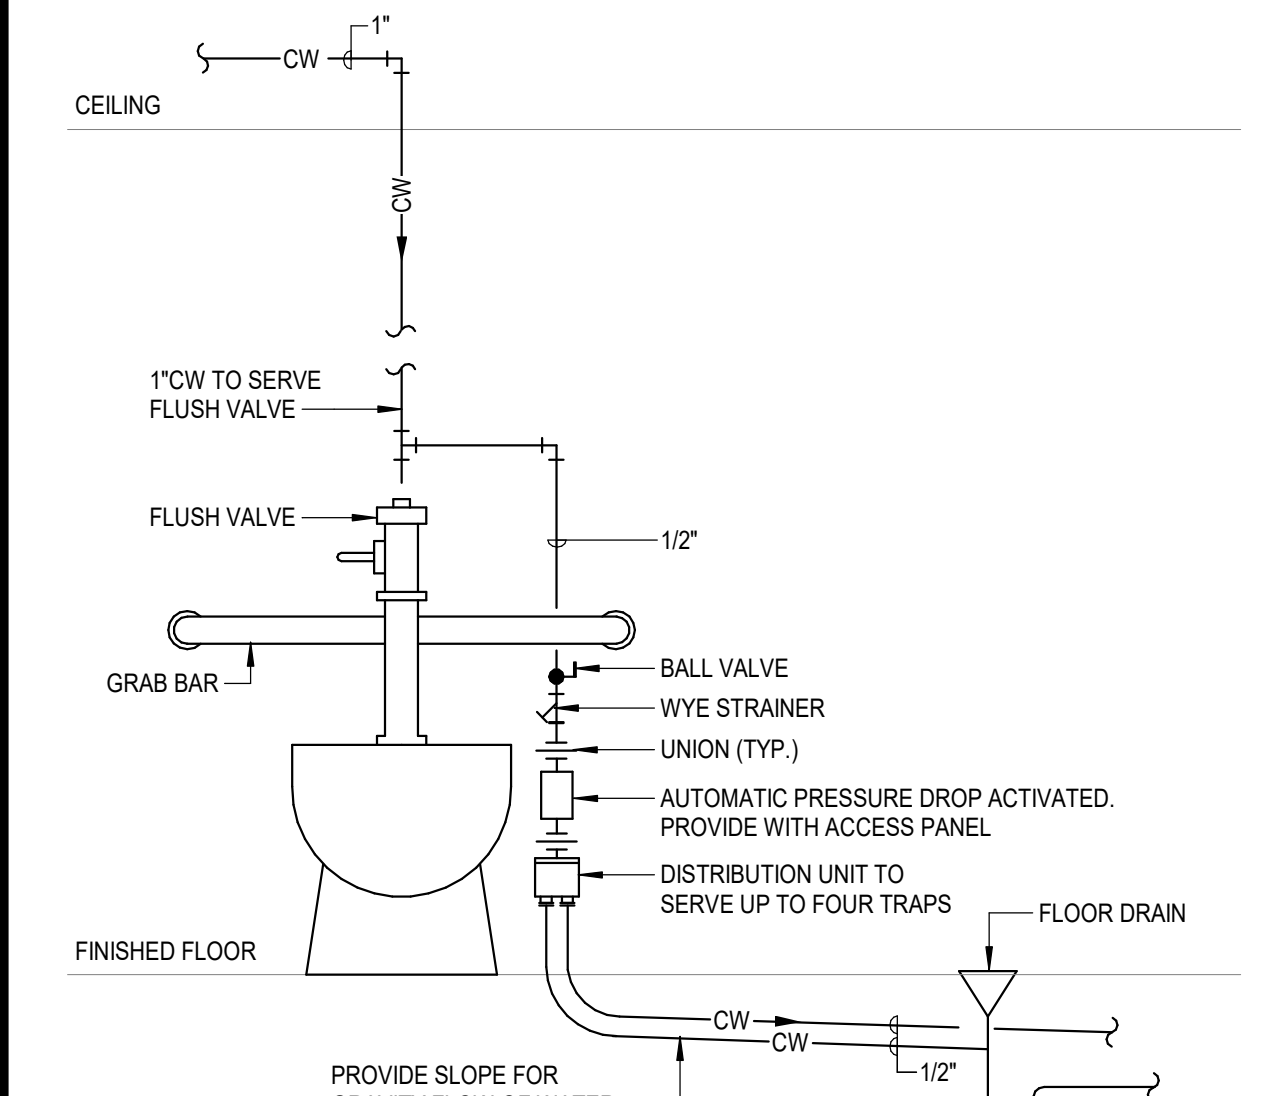 1"
CW
CEILING
CW
1"CW TO SERVE
FLUSH VALVE
FLUSH VALVE
1/2"
GRAB BAR
BALL VALVE
WYE STRAINER
UNION (TYP.)
AUTOMATIC PRESSURE DROP ACTIVATED.
PROVIDE WITH ACCESS PANEL
DISTRIBUTION UNIT TO
SERVE UP TO FOUR TRAPS
FLOOR DRAIN
FINISHED FLOOR
CW
CW
1/2"
PROVIDE SLOPE FOR